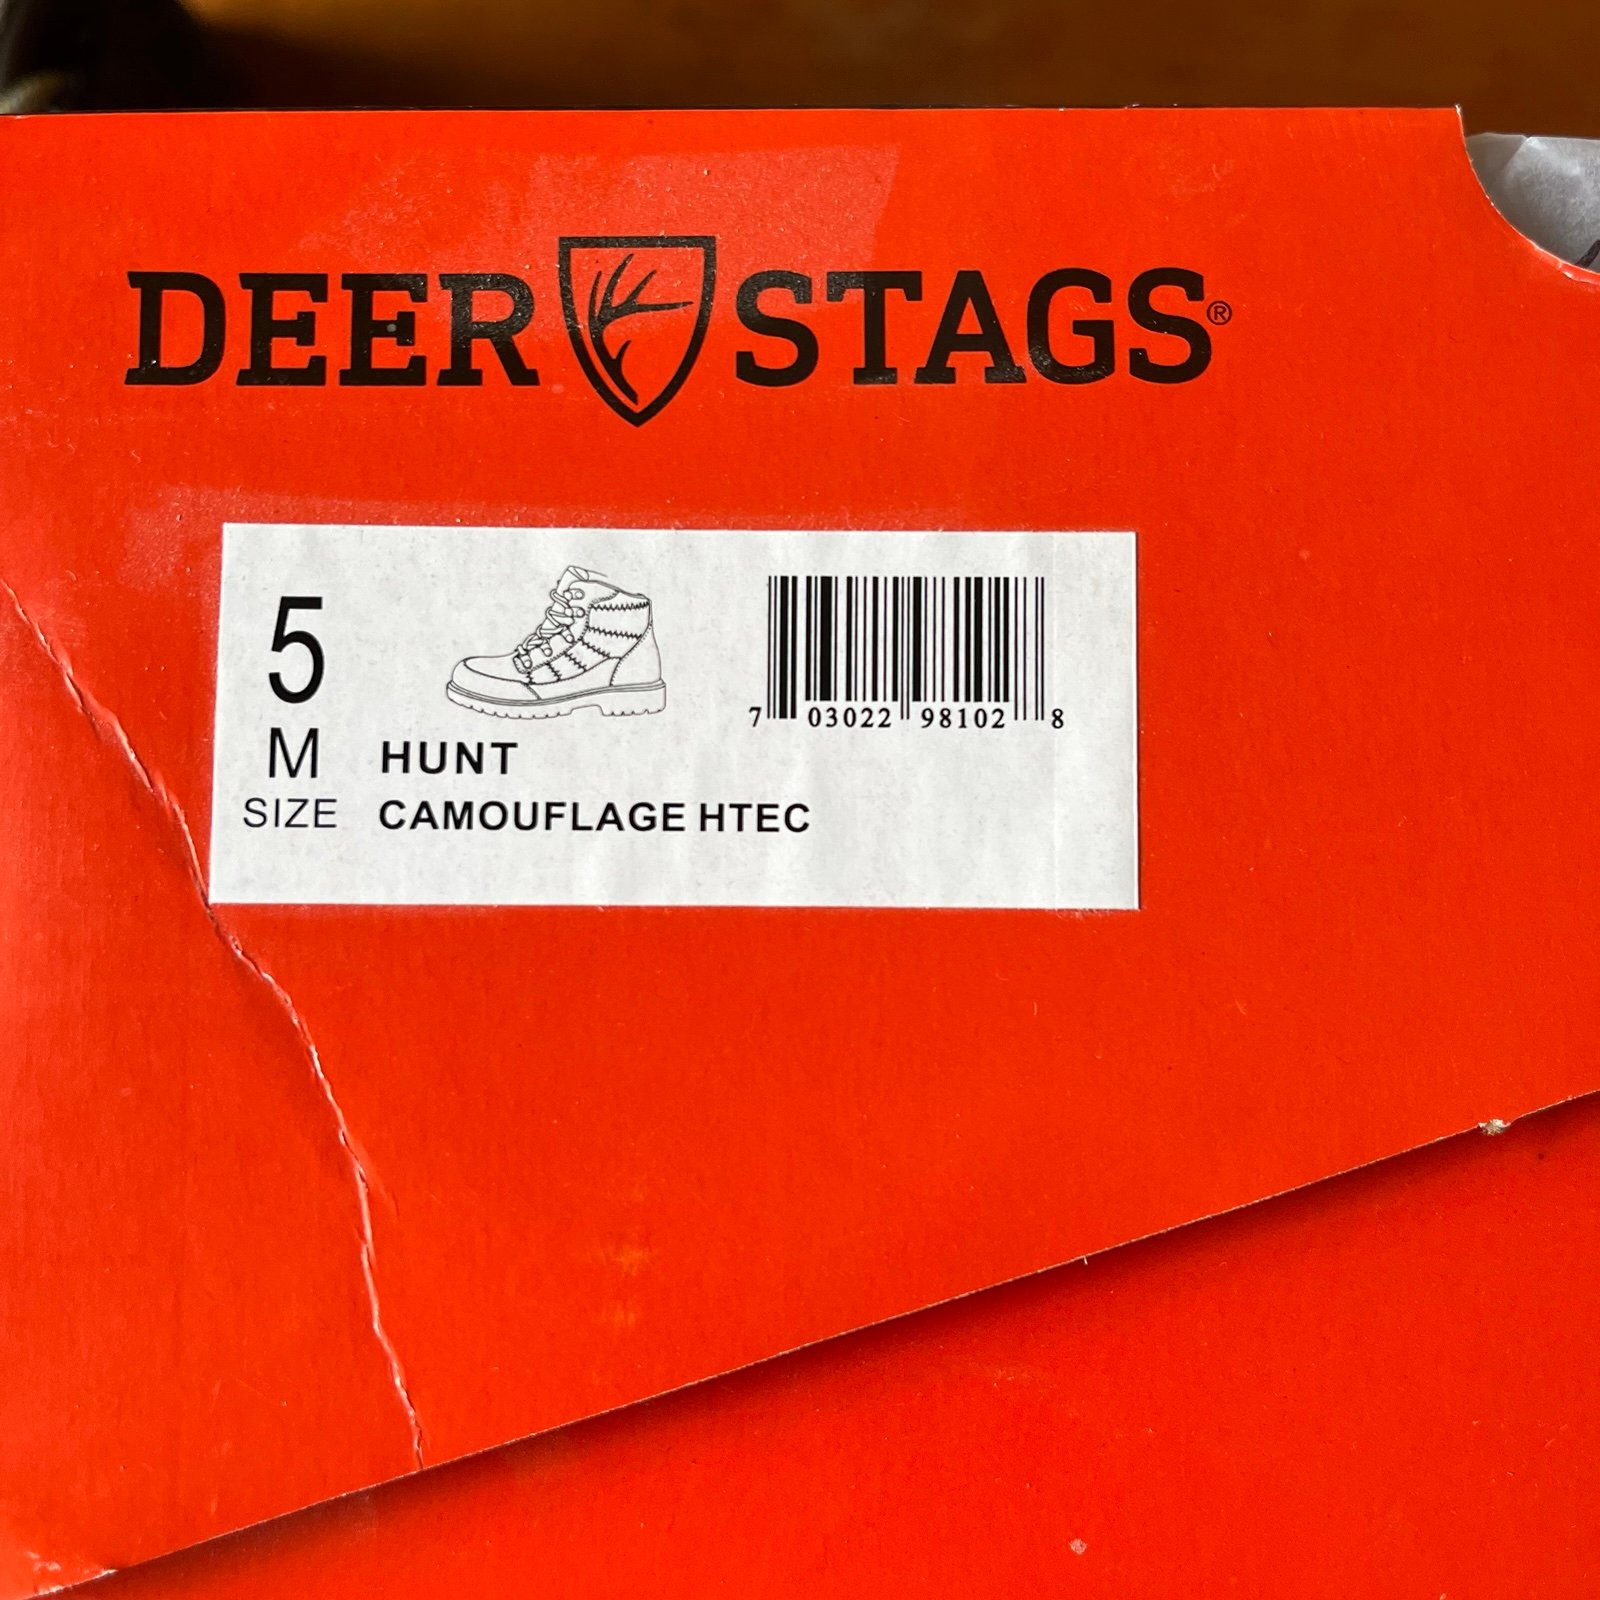 DEER STAGS®
5
M
SIZE
HUNT
CAMOUFLAGE HTEC
7 03022 98102 8